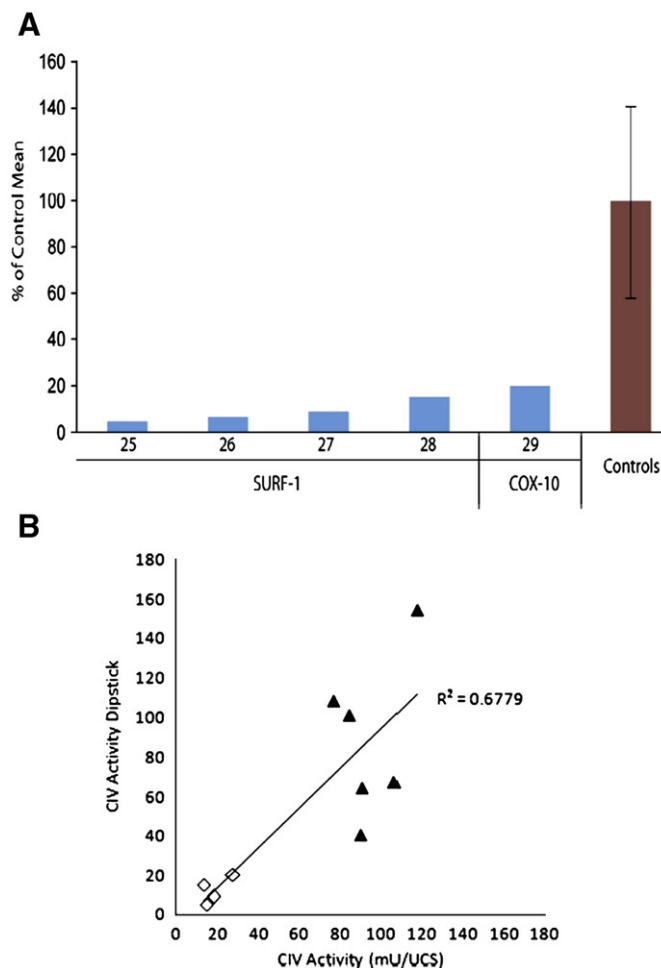 A
160
140
120
100
80
60
40
20
0
% of Control Mean
25 26 27 28 29
SURF-1 COX-10 Controls
B
180
160
140
120
100
80
60
40
20
0
CIV Activity Dipstick
R² = 0.6779
0 20 40 60 80 100 120 140 160 180
CIV Activity (mU/UCS)